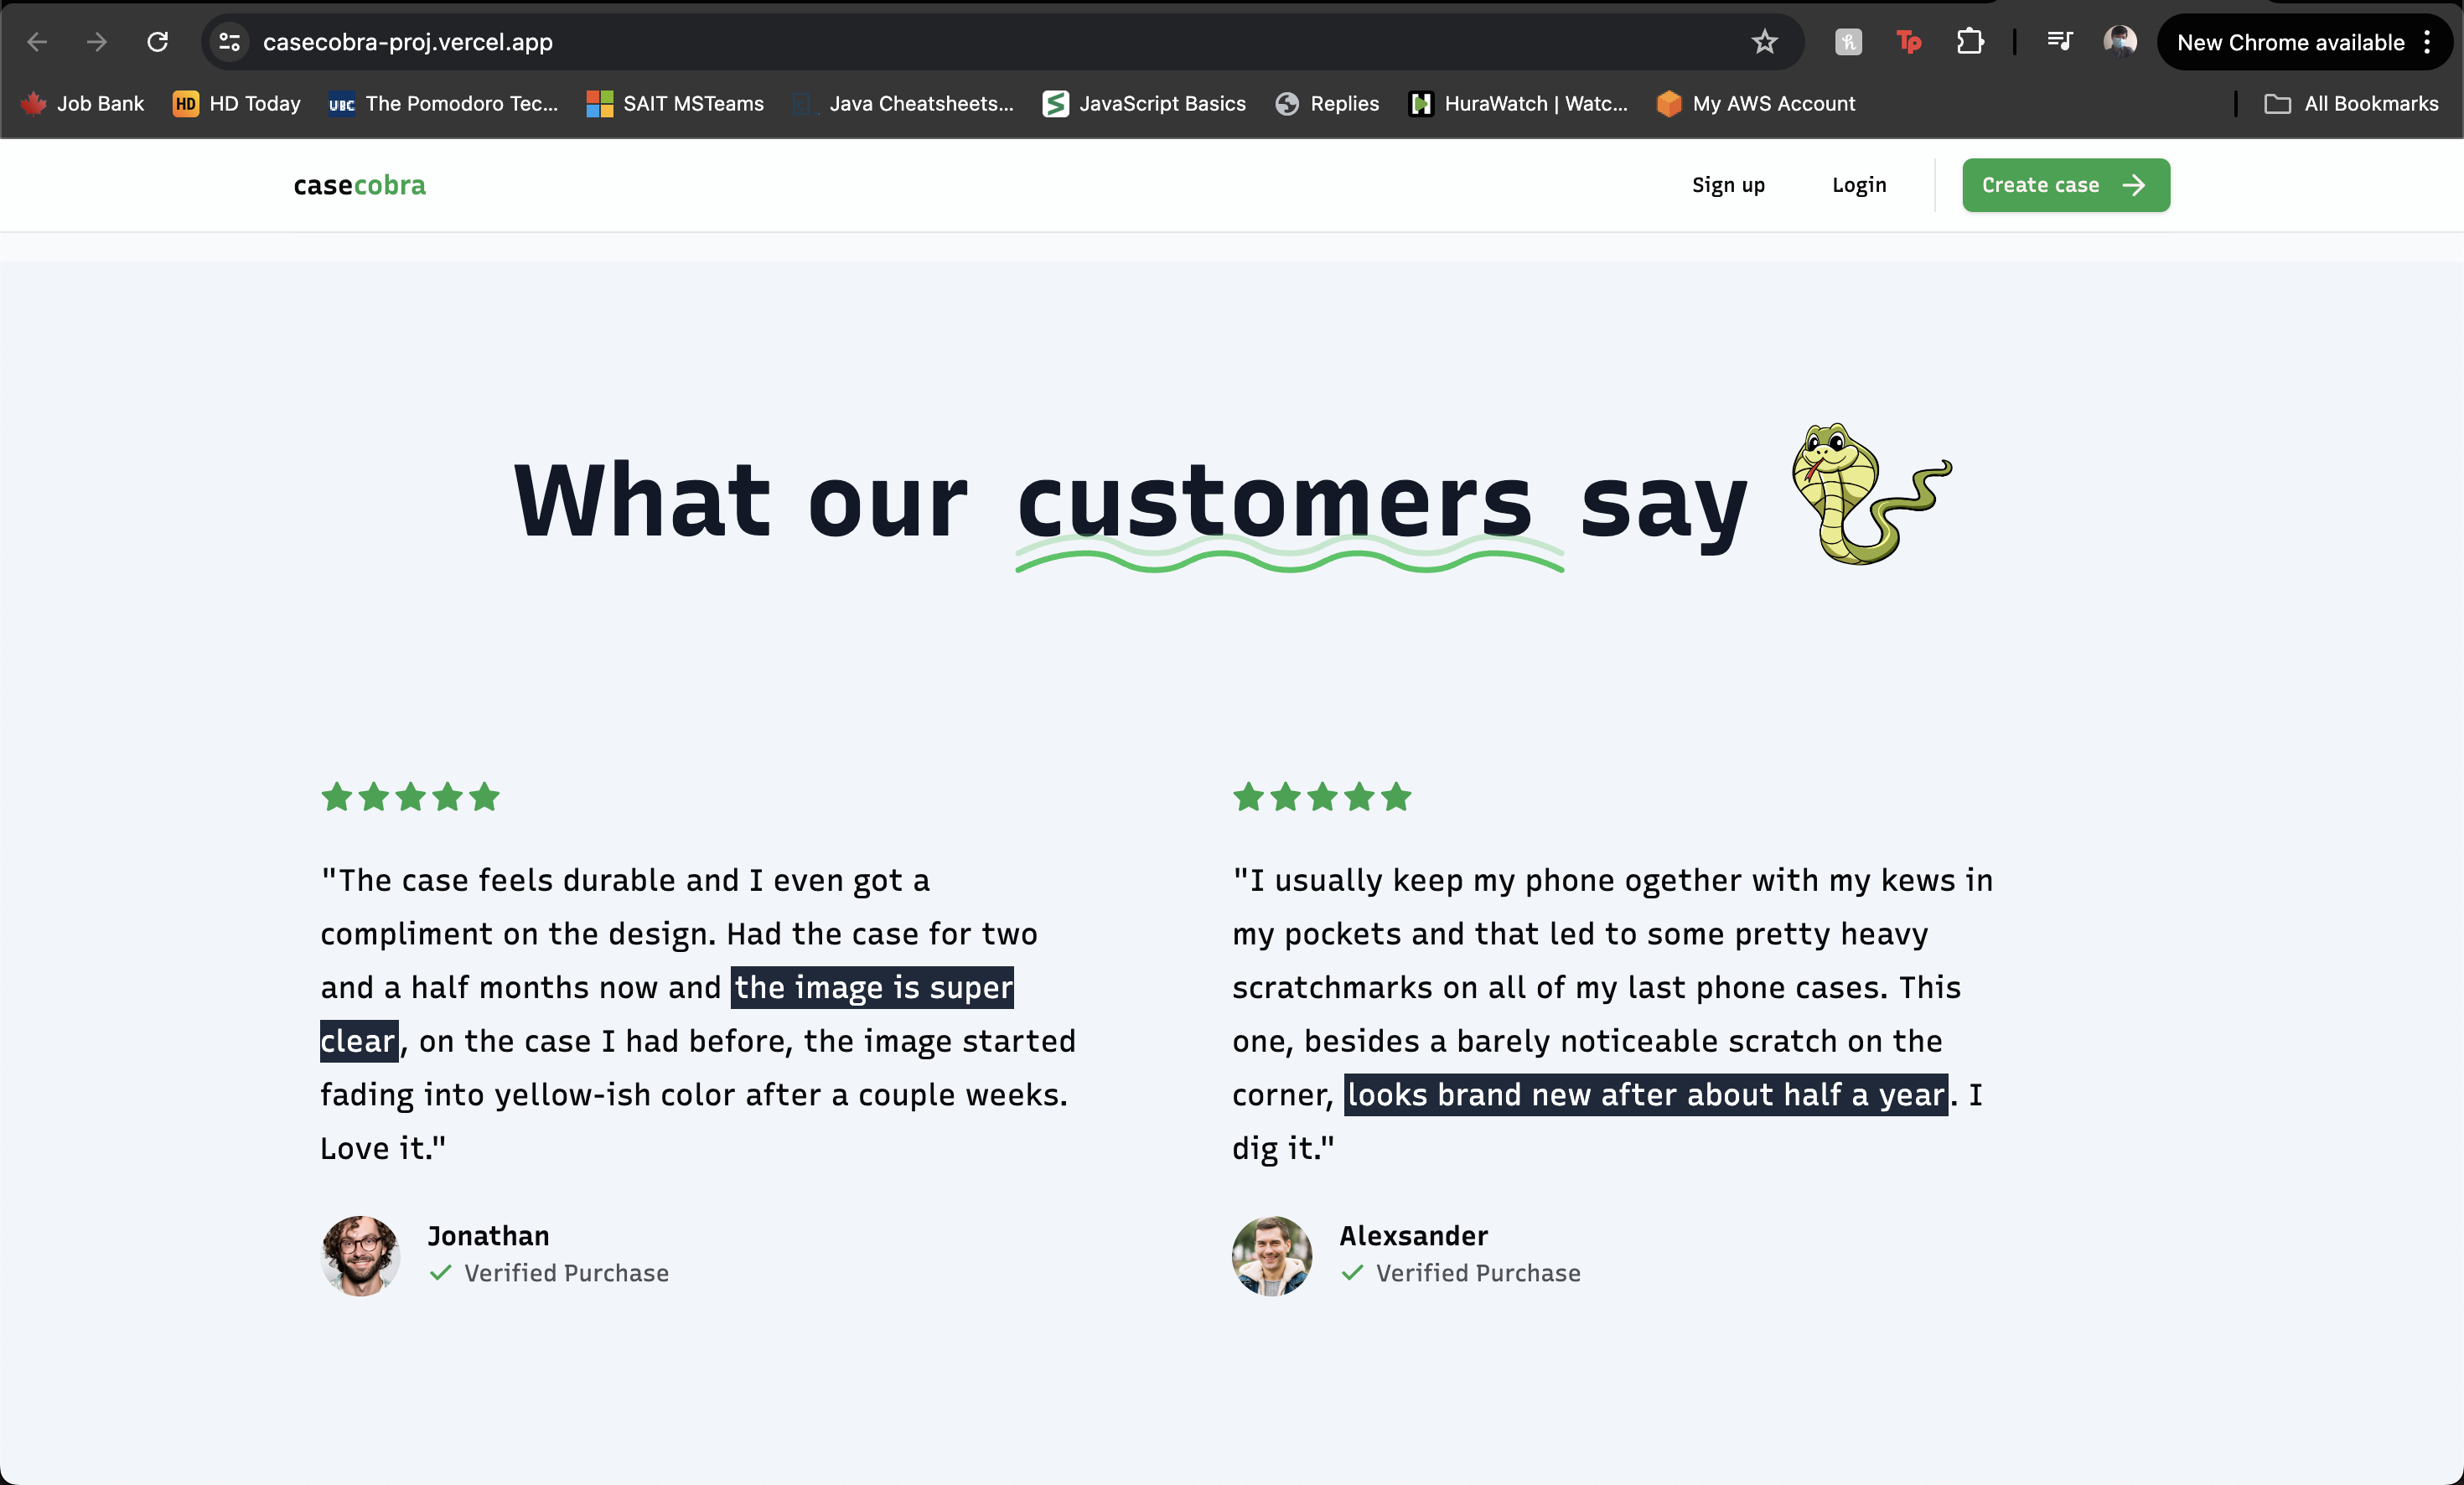 casecobra-proj.vercel.app
Tp
New Chrome available
Job Bank
HD
HD Today
UBC
The Pomodoro Tec...
SAIT MSTeams
Java Cheatsheets...
JavaScript Basics
Replies
HuraWatch | Watc...
My AWS Account
All Bookmarks
casecobra
Sign up
Login
Create case
What our customers say
"The case feels durable and I even got a
compliment on the design. Had the case for two
and a half months now and the image is super
clear, on the case I had before, the image started
fading into yellow-ish color after a couple weeks.
Love it."
Jonathan
Verified Purchase
"I usually keep my phone ogether with my kews in
my pockets and that led to some pretty heavy
scratchmarks on all of my last phone cases. This
one, besides a barely noticeable scratch on the
corner, looks brand new after about half a year. I
dig it."
Alexsander
Verified Purchase